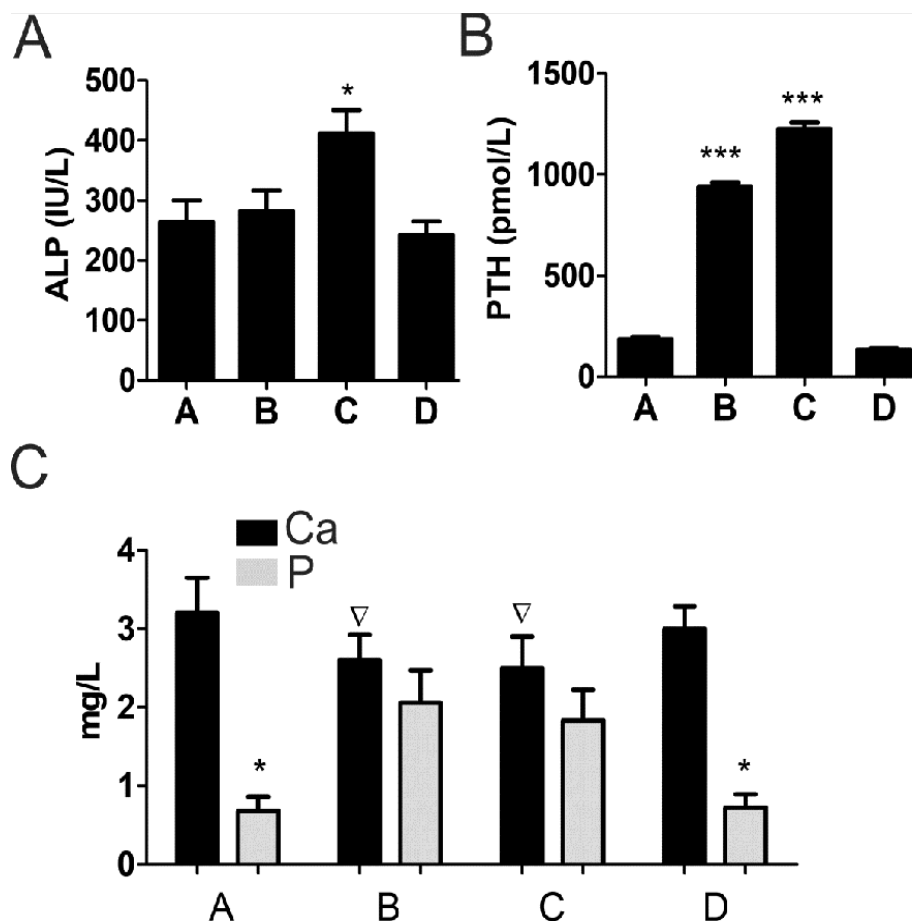 A
ALP (IU/L)
500
400
300
200
100
0
*
A B C D
B
PTH (pmol/L)
1500
1000
500
0
***
***
A B C D
C
Ca
P
mg/L
4
3
2
1
0
*
▽
▽
*
A B C D